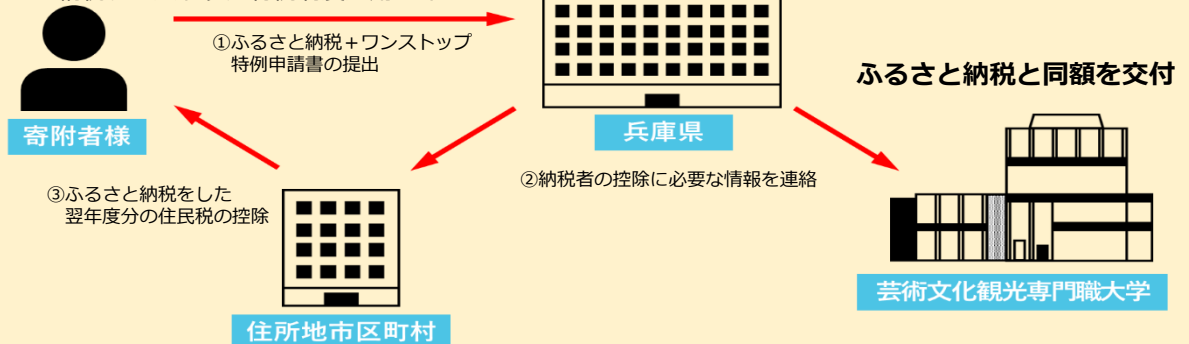 ①ふるさと納税+ワンストップ
特例申請書の提出
ふるさと納税と同額を交付
寄附者様
兵庫県
②納税者の控除に必要な情報を連絡
③ふるさと納税をした
翌年度分の住民税の控除
芸術文化観光専門職大学
住所地市区町村